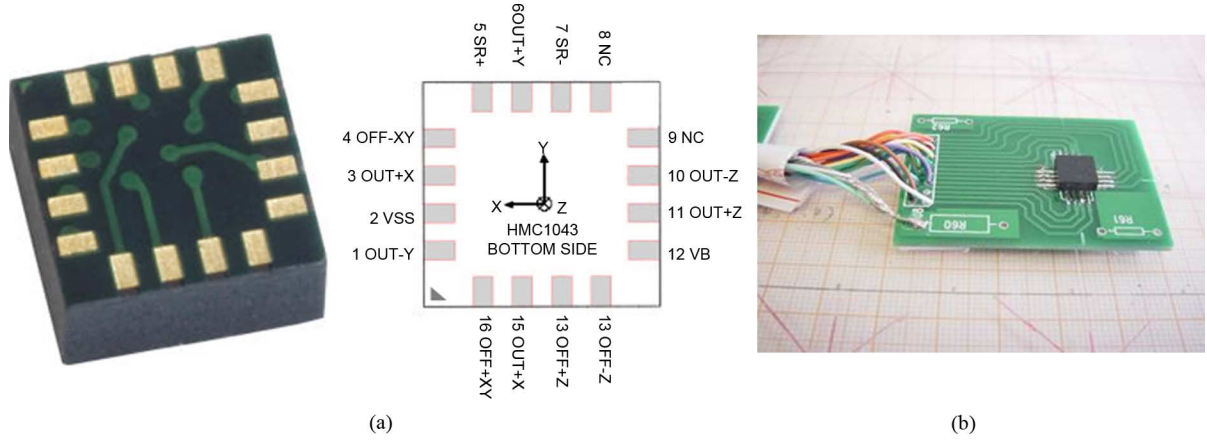 5 SR+
6OUT+Y
7 SR-
8 NC
4 OFF-XY
3 OUT+X
2 VSS
1 OUT-Y
Y
X
Z
HMC1043
BOTTOM SIDE
9 NC
10 OUT-Z
11 OUT+Z
12 VB
16 OFF+XY
15 OUT+X
13 OFF+Z
13 OFF-Z
R62
R60
R61
(a)
(b)